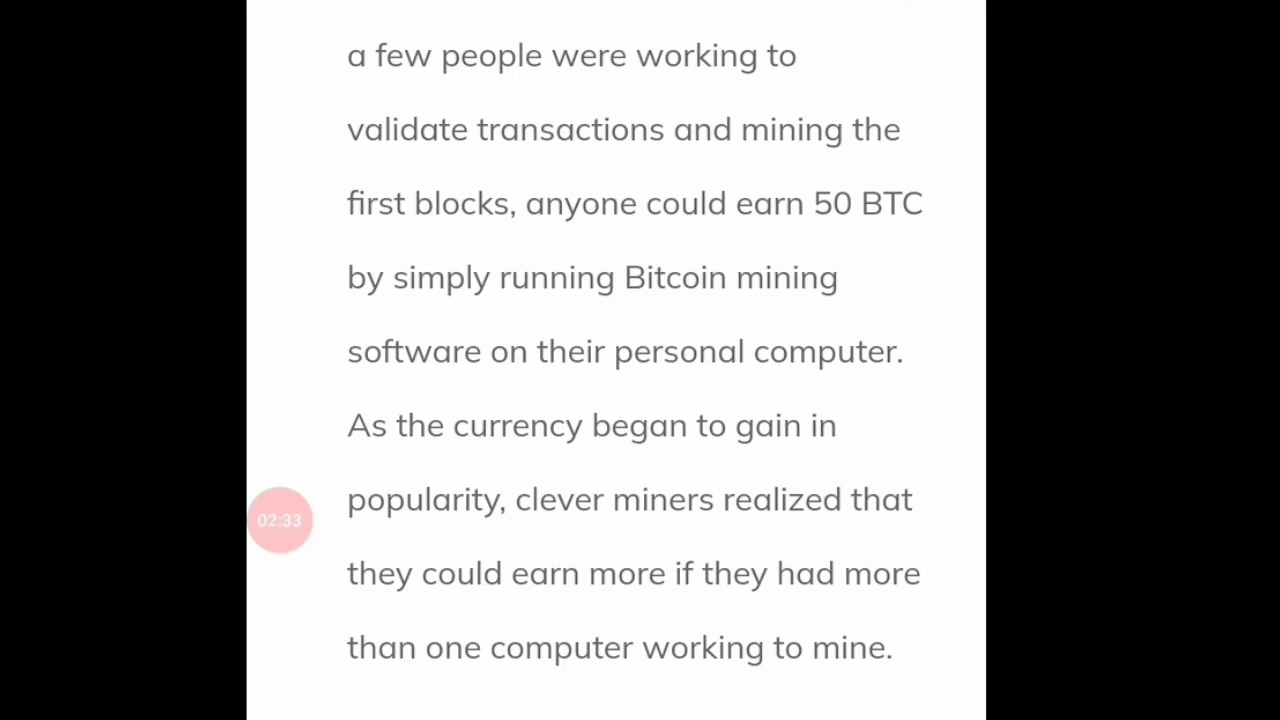 a few people were working to
validate transactions and mining the
first blocks, anyone could earn 50 BTC
by simply running Bitcoin mining
software on their personal computer.
As the currency began to gain in
popularity, clever miners realized that
02:33
they could earn more if they had more
than one computer working to mine.